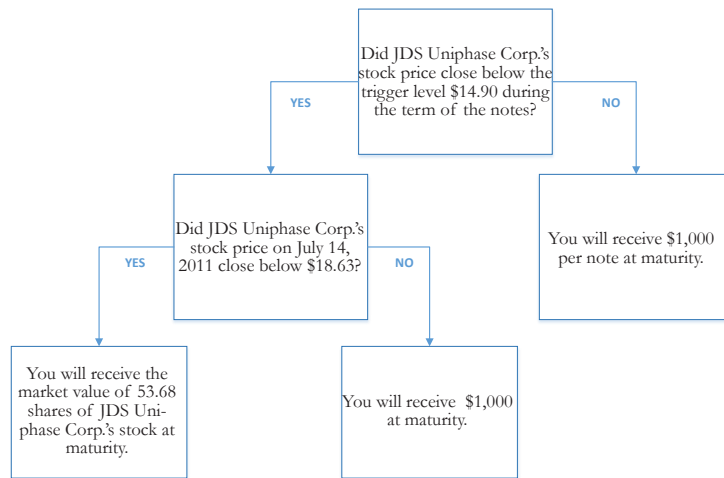 Did JDS Uniphase Corp.'s
stock price close below the
trigger level $14.90 during
the term of the notes?
YES
NO
Did JDS Uniphase Corp.'s
stock price on July 14,
2011 close below $18.63?
You will receive $1,000
per note at maturity.
YES
NO
You will receive the
market value of 53.68
shares of JDS Uni-
phase Corp.'s stock at
maturity.
You will receive $1,000
at maturity.